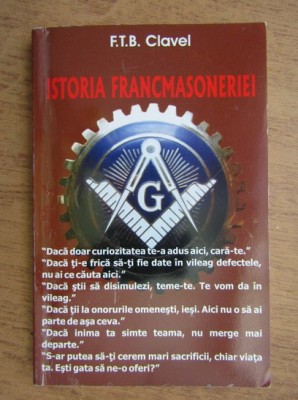 F.T.B. Clavel
ISTORIA FRANCMASONERIEI
G
"Dacă doar curiozitatea te-a adus aici, cară-te."
"Dacă ți-e frică să-ți fie date în vileag defectele,
nu ai ce căuta aici."
"Dacă știi să disimulezi, teme-te. Te vom da în
vileag."
"Dacă ții la onorurile omenești, ieși. Aici nu o să ai
parte de așa ceva."
"Dacă inima ta simte teama, nu merge mai
departe."
"S-ar putea să-ți cerem mari sacrificii, chiar viața
ta. Ești gata să ne-o oferi?"